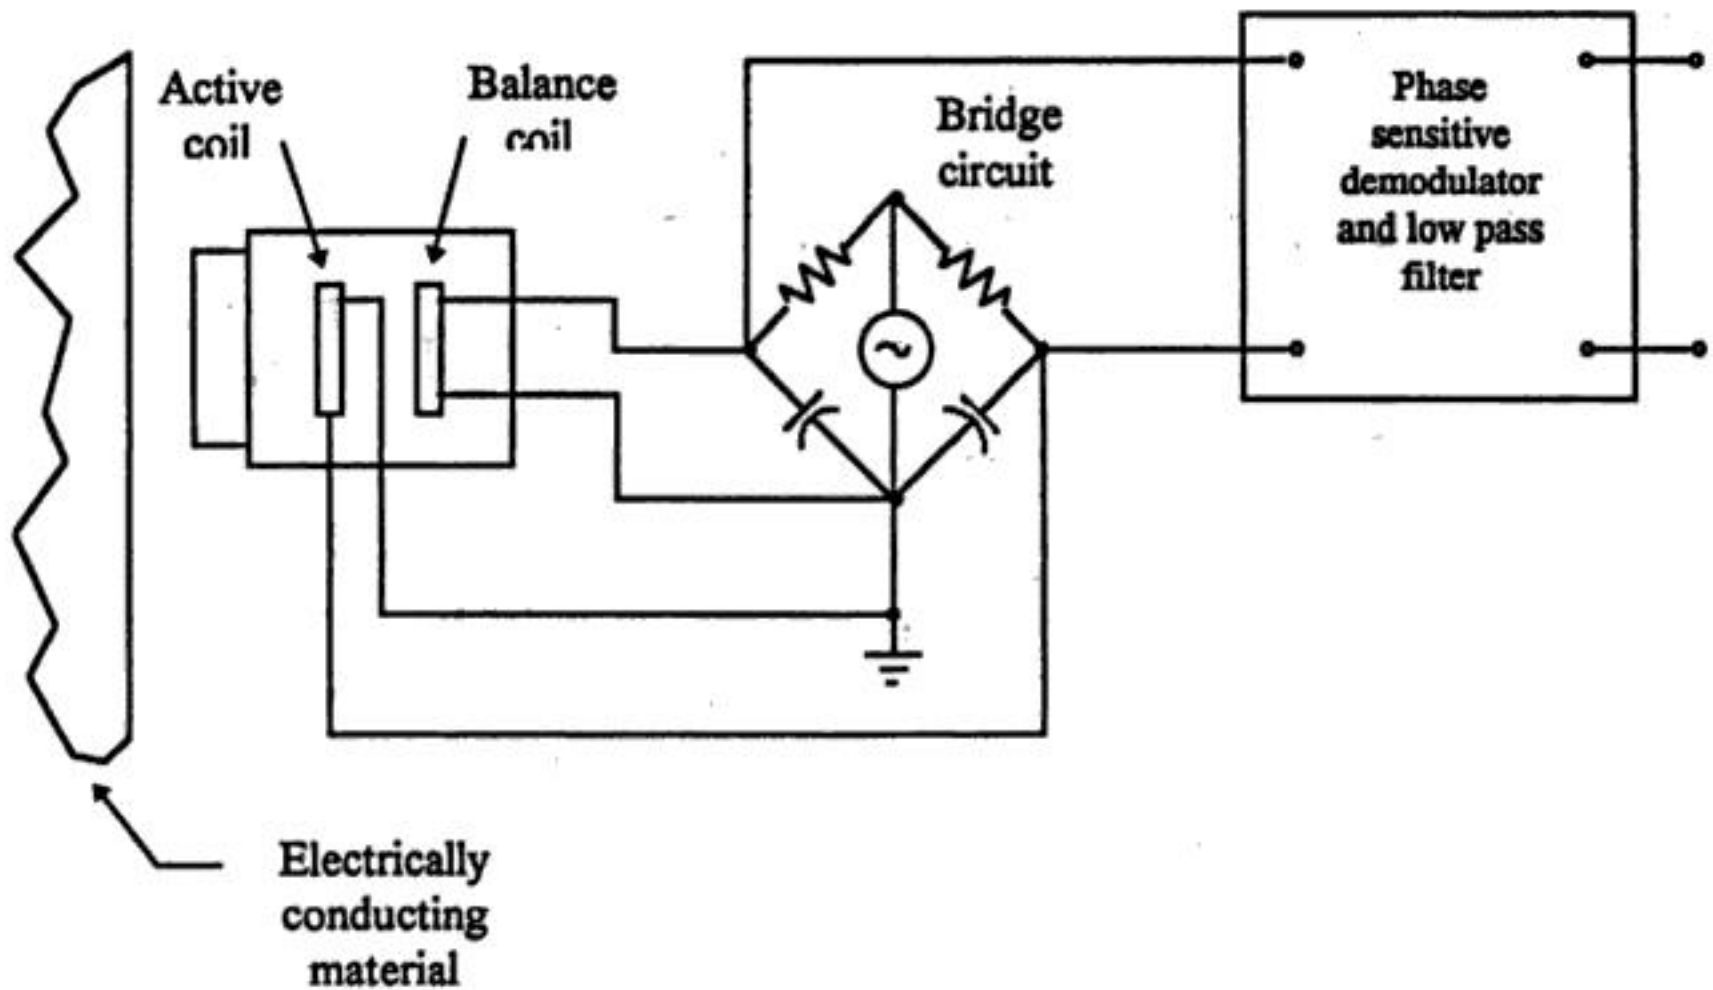 Active
coil
Balance
coil
Bridge
circuit
Phase
sensitive
demodulator
and low pass
filter
Electrically
conducting
material